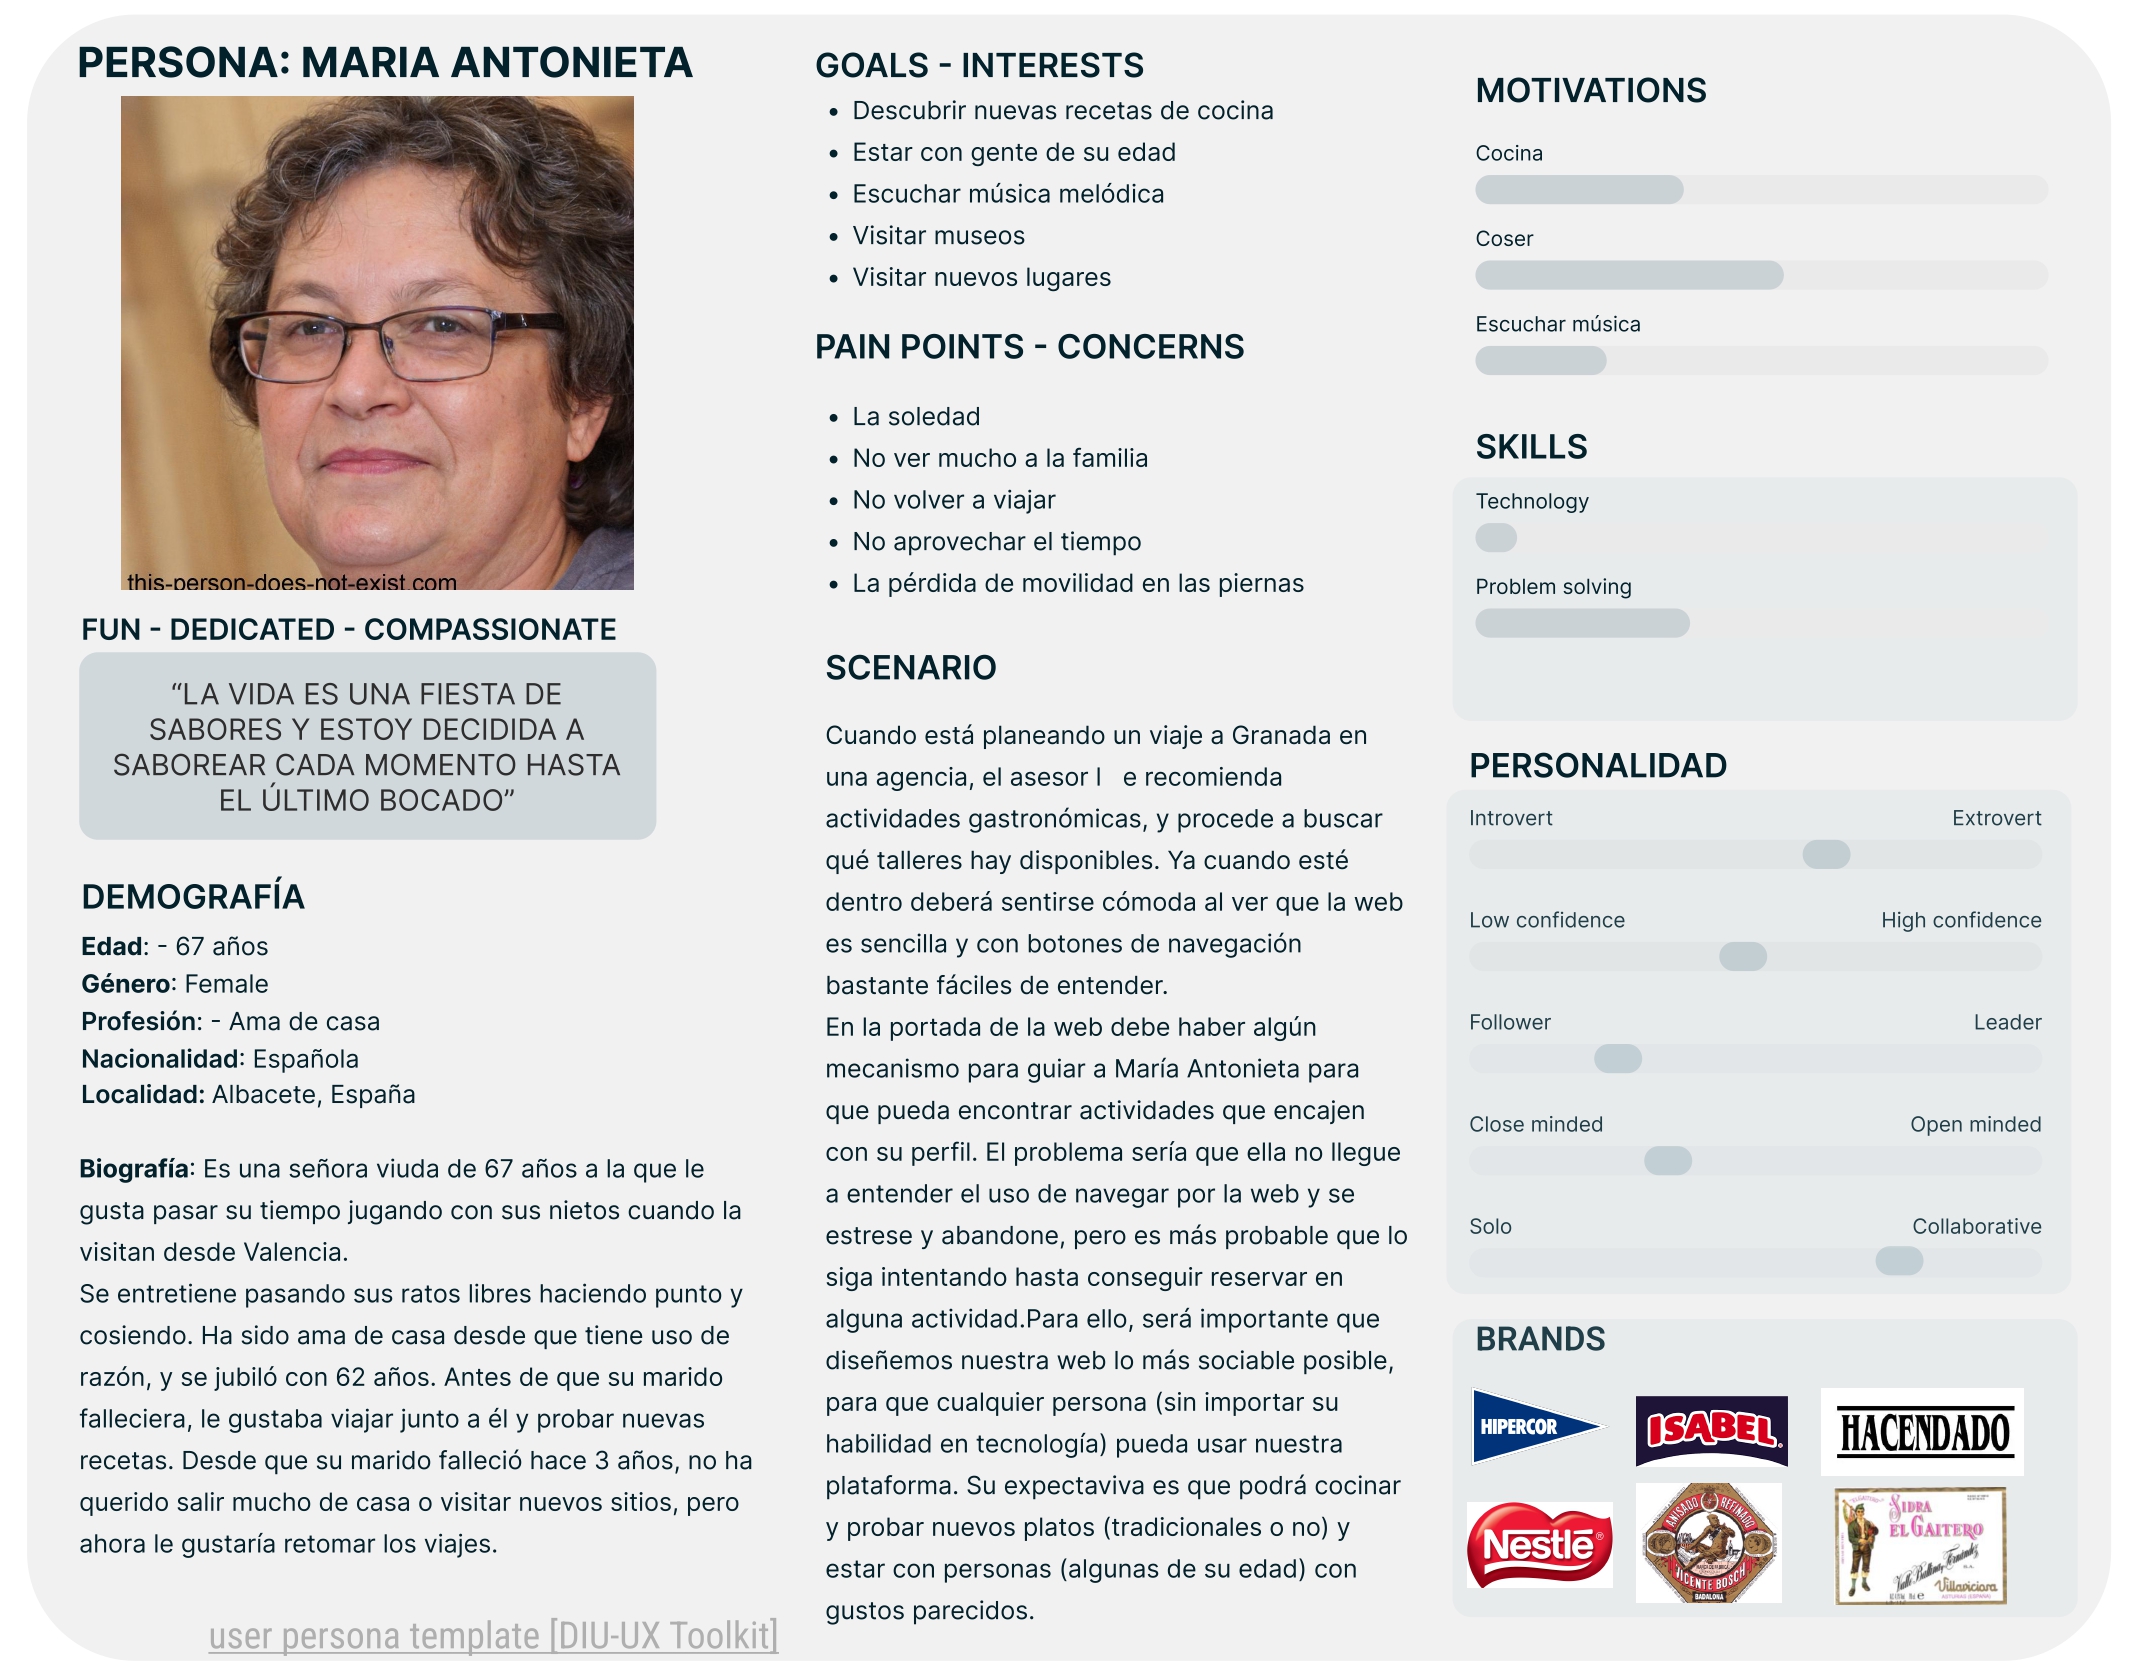 PERSONA: MARIA ANTONIETA
this-person-does-not-exist.com
FUN - DEDICATED - COMPASSIONATE
“LA VIDA ES UNA FIESTA DE
SABORES Y ESTOY DECIDIDA A
SABOREAR CADA MOMENTO HASTA
EL ÚLTIMO BOCADO”
DEMOGRAFÍA
Edad: - 67 años
Género: Female
Profesión: - Ama de casa
Nacionalidad: Española
Localidad: Albacete, España
Biografía: Es una señora viuda de 67 años a la que le
gusta pasar su tiempo jugando con sus nietos cuando la
visitan desde Valencia.
Se entretiene pasando sus ratos libres haciendo punto y
cosiendo. Ha sido ama de casa desde que tiene uso de
razón, y se jubiló con 62 años. Antes de que su marido
falleciera, le gustaba viajar junto a él y probar nuevas
recetas. Desde que su marido falleció hace 3 años, no ha
querido salir mucho de casa o visitar nuevos sitios, pero
ahora le gustaría retomar los viajes.
user persona template [DIU-UX Toolkit]
GOALS - INTERESTS
• Descubrir nuevas recetas de cocina
• Estar con gente de su edad
• Escuchar música melódica
• Visitar museos
• Visitar nuevos lugares
PAIN POINTS - CONCERNS
• La soledad
• No ver mucho a la familia
• No volver a viajar
• No aprovechar el tiempo
• La pérdida de movilidad en las piernas
SCENARIO
Cuando está planeando un viaje a Granada en
una agencia, el asesor l   e recomienda
actividades gastronómicas, y procede a buscar
qué talleres hay disponibles. Ya cuando esté
dentro deberá sentirse cómoda al ver que la web
es sencilla y con botones de navegación
bastante fáciles de entender.
En la portada de la web debe haber algún
mecanismo para guiar a María Antonieta para
que pueda encontrar actividades que encajen
con su perfil. El problema sería que ella no llegue
a entender el uso de navegar por la web y se
estrese y abandone, pero es más probable que lo
siga intentando hasta conseguir reservar en
alguna actividad.Para ello, será importante que
diseñemos nuestra web lo más sociable posible,
para que cualquier persona (sin importar su
habilidad en tecnología) pueda usar nuestra
plataforma. Su expectaviva es que podrá cocinar
y probar nuevos platos (tradicionales o no) y
estar con personas (algunas de su edad) con
gustos parecidos.
MOTIVATIONS
Cocina
Coser
Escuchar música
SKILLS
Technology
Problem solving
PERSONALIDAD
Introvert Extrovert
Low confidence High confidence
Follower Leader
Close minded Open minded
Solo Collaborative
BRANDS
HIPERCOR
ISABEL
HACENDADO
Nestlé
ANISADO REFINADO
VICENTE BOSCH
BADALONA
SIDRA
EL GAITERO
Valle Ballina y Fernández
Villaviciosa